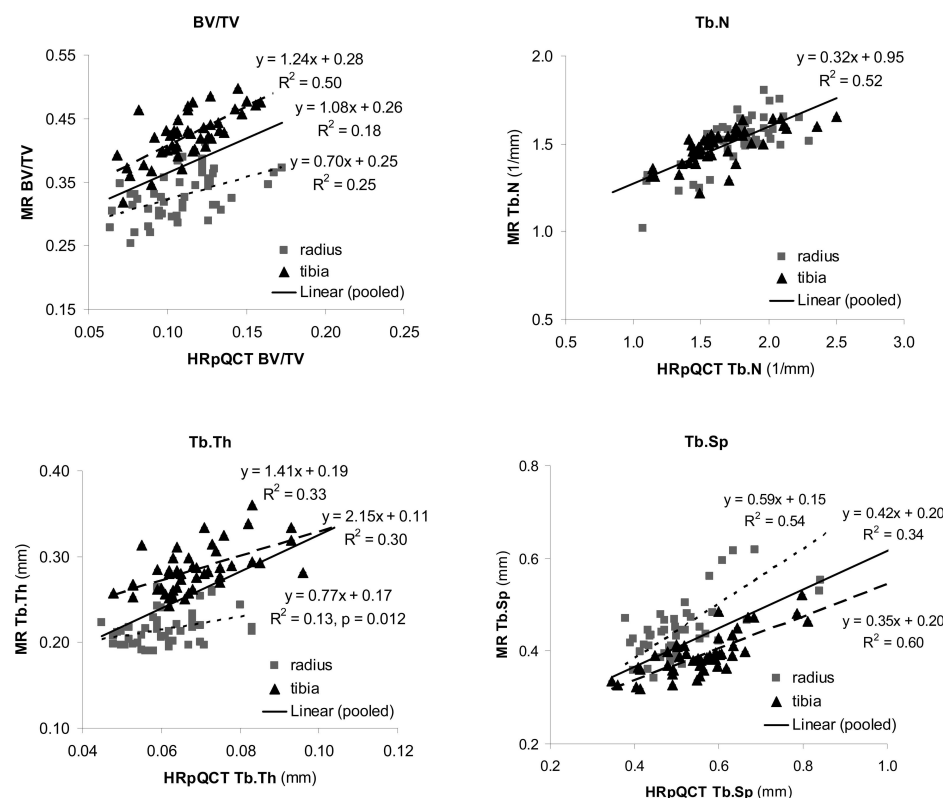 BV/TV
0.55
0.45
0.35
0.25
0.15
MR BV/TV
y = 1.24x + 0.28
R² = 0.50
y = 1.08x + 0.26
R² = 0.18
y = 0.70x + 0.25
R² = 0.25
radius
tibia
Linear (pooled)
0.05 0.10 0.15 0.20 0.25
HRpQCT BV/TV
Tb.N
2.0
1.5
1.0
0.5
MR Tb.N (1/mm)
y = 0.32x + 0.95
R² = 0.52
radius
tibia
Linear (pooled)
0.5 1.0 1.5 2.0 2.5 3.0
HRpQCT Tb.N (1/mm)
Tb.Th
0.40
0.30
0.20
0.10
MR Tb.Th (mm)
y = 1.41x + 0.19
R² = 0.33
y = 2.15x + 0.11
R² = 0.30
y = 0.77x + 0.17
R² = 0.13, p = 0.012
radius
tibia
Linear (pooled)
0.04 0.06 0.08 0.10 0.12
HRpQCT Tb.Th (mm)
Tb.Sp
0.8
0.6
0.4
0.2
MR Tb.Sp (mm)
y = 0.59x + 0.15
R² = 0.54
y = 0.42x + 0.20
R² = 0.34
y = 0.35x + 0.20
R² = 0.60
radius
tibia
Linear (pooled)
0.2 0.4 0.6 0.8 1.0
HRpQCT Tb.Sp (mm)